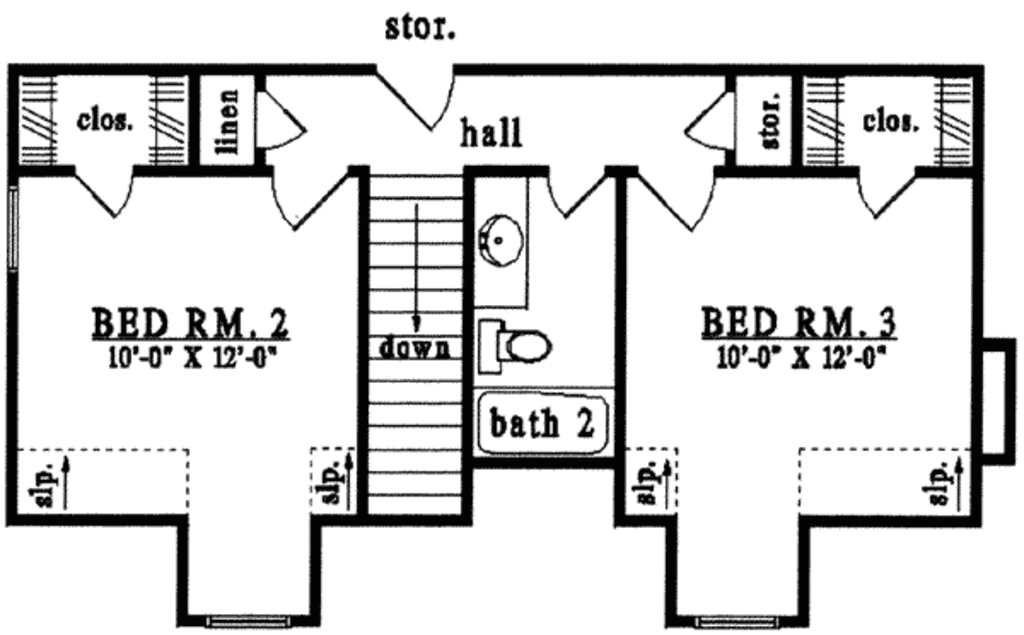 stor.
clos.
linen
hall
stor.
clos.
BED RM. 2
10'-0" X 12'-0"
down
BED RM. 3
10'-0" X 12'-0"
bath 2
slp.
slp.
slp.
slp.